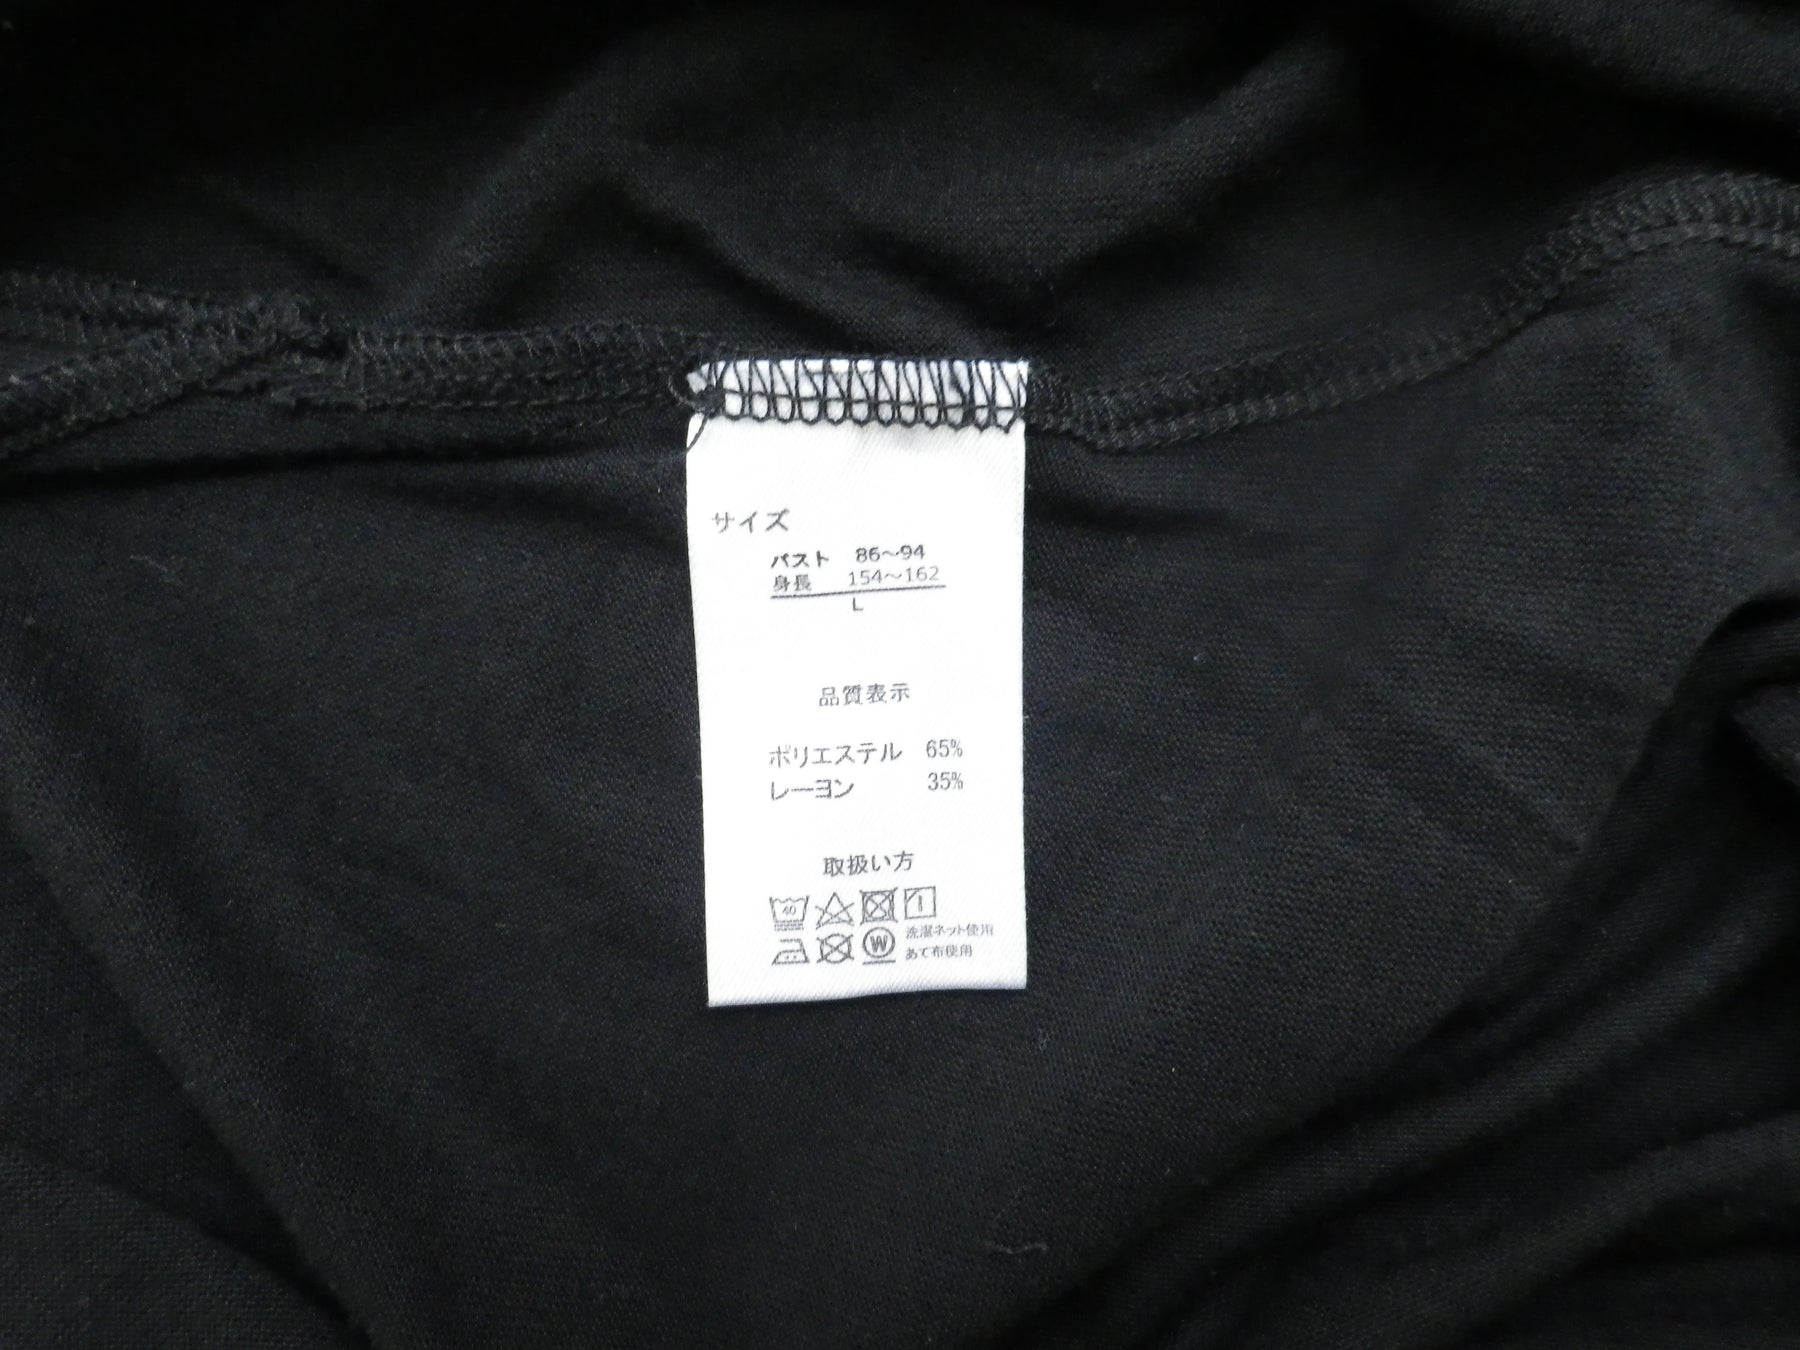 サイズ
バスト 86～94
身長 154～162
L
品質表示
ポリエステル 65%
レーヨン 35%
取扱い方
40
W
洗濯ネット使用
あて布使用